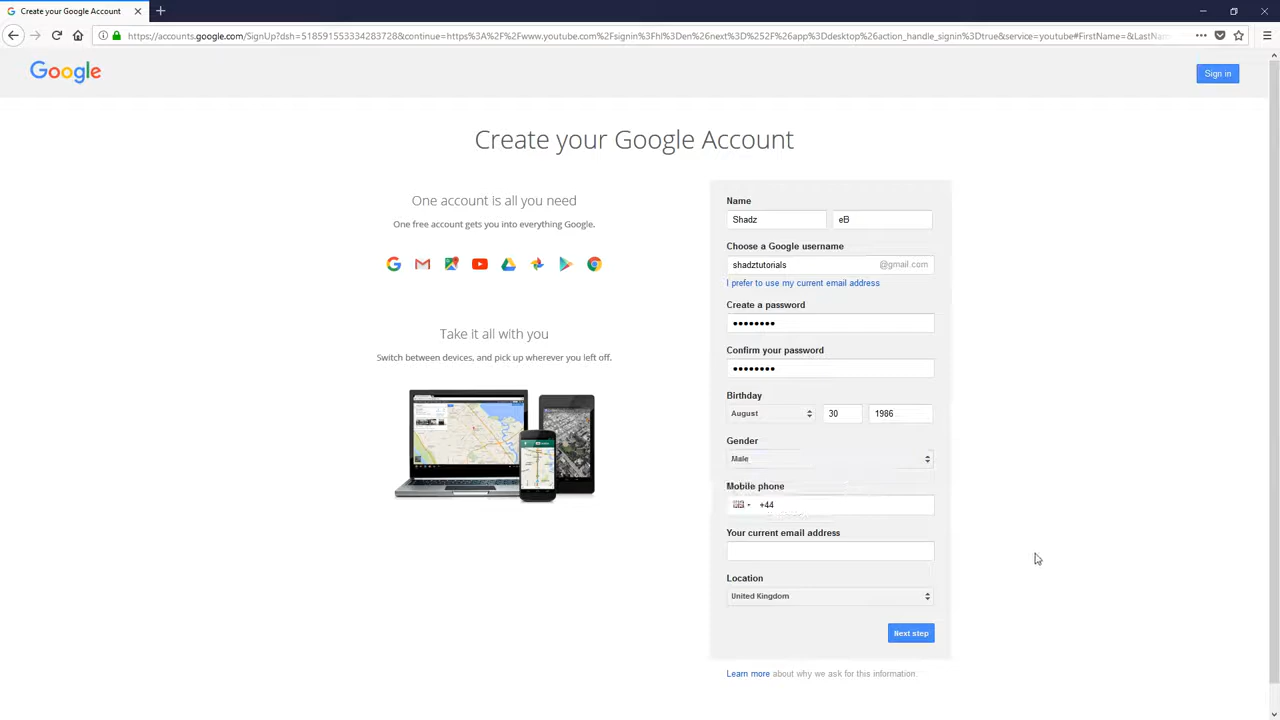 Create your Google Account
https://accounts.google.com/SignUp?dsh=518591553334283728&continue=https%3A%2F%2Fwww.youtube.com%2Fsignin%3Fhl%3Den%26next%3D%252F%26app%3Ddesktop%26action_handle_signin%3Dtrue&service=youtube#FirstName=&LastNam
Google
Sign in
Create your Google Account
One account is all you need
One free account gets you into everything Google.
Take it all with you
Switch between devices, and pick up wherever you left off.
Name
Shadz eB
Choose a Google username
shadztutorials @gmail.com
I prefer to use my current email address
Create a password
••••••••
Confirm your password
••••••••
Birthday
August 30 1986
Gender
Male
Mobile phone
+44
Your current email address
Location
United Kingdom
Next step
Learn more about why we ask for this information.